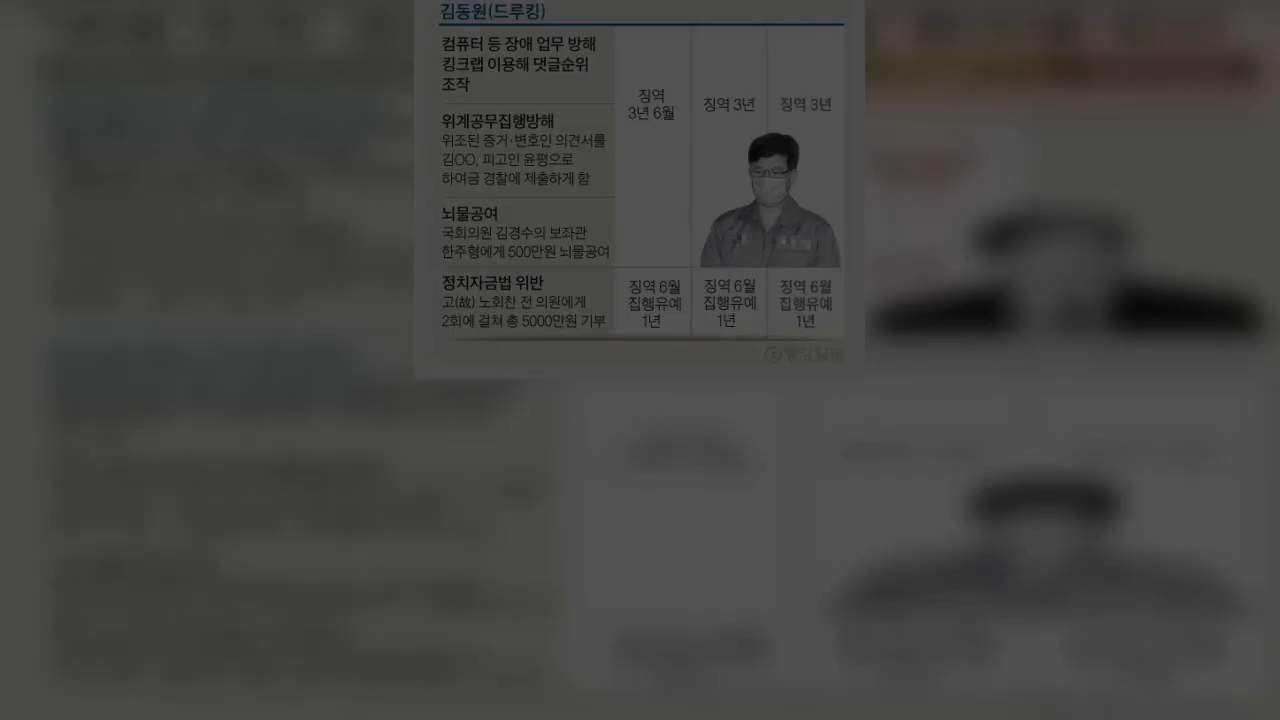 김동원(드루킹)
컴퓨터 등 장애 업무 방해
킹크랩 이용해 댓글순위
조작
징역
3년 6월
징역 3년
징역 3년
위계공무집행방해
위조된 증거·변호인 의견서를
김OO, 피고인 윤평으로
하여금 경찰에 제출하게 함
뇌물공여
국회의원 김경수의 보좌관
한주형에게 500만원 뇌물공여
정치자금법 위반
고(故) 노회찬 전 의원에게
2회에 걸쳐 총 5000만원 기부
징역 6월
집행유예
1년
징역 6월
집행유예
1년
징역 6월
집행유예
1년
중앙일보